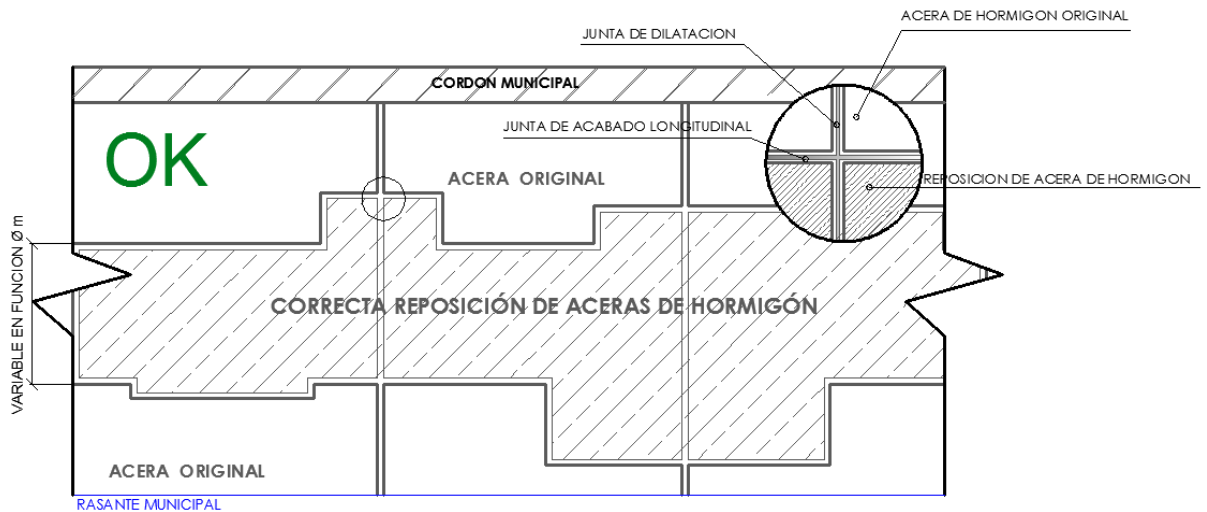 ACERA DE HORMIGON ORIGINAL
JUNTA DE DILATACION
CORDON MUNICIPAL
OK
JUNTA DE ACABADO LONGITUDINAL
ACERA ORIGINAL
REPOSICION DE ACERA DE HORMIGON
VARIABLE EN FUNCION Ø m
CORRECTA REPOSICIÓN DE ACERAS DE HORMIGÓN
ACERA ORIGINAL
RASANTE MUNICIPAL